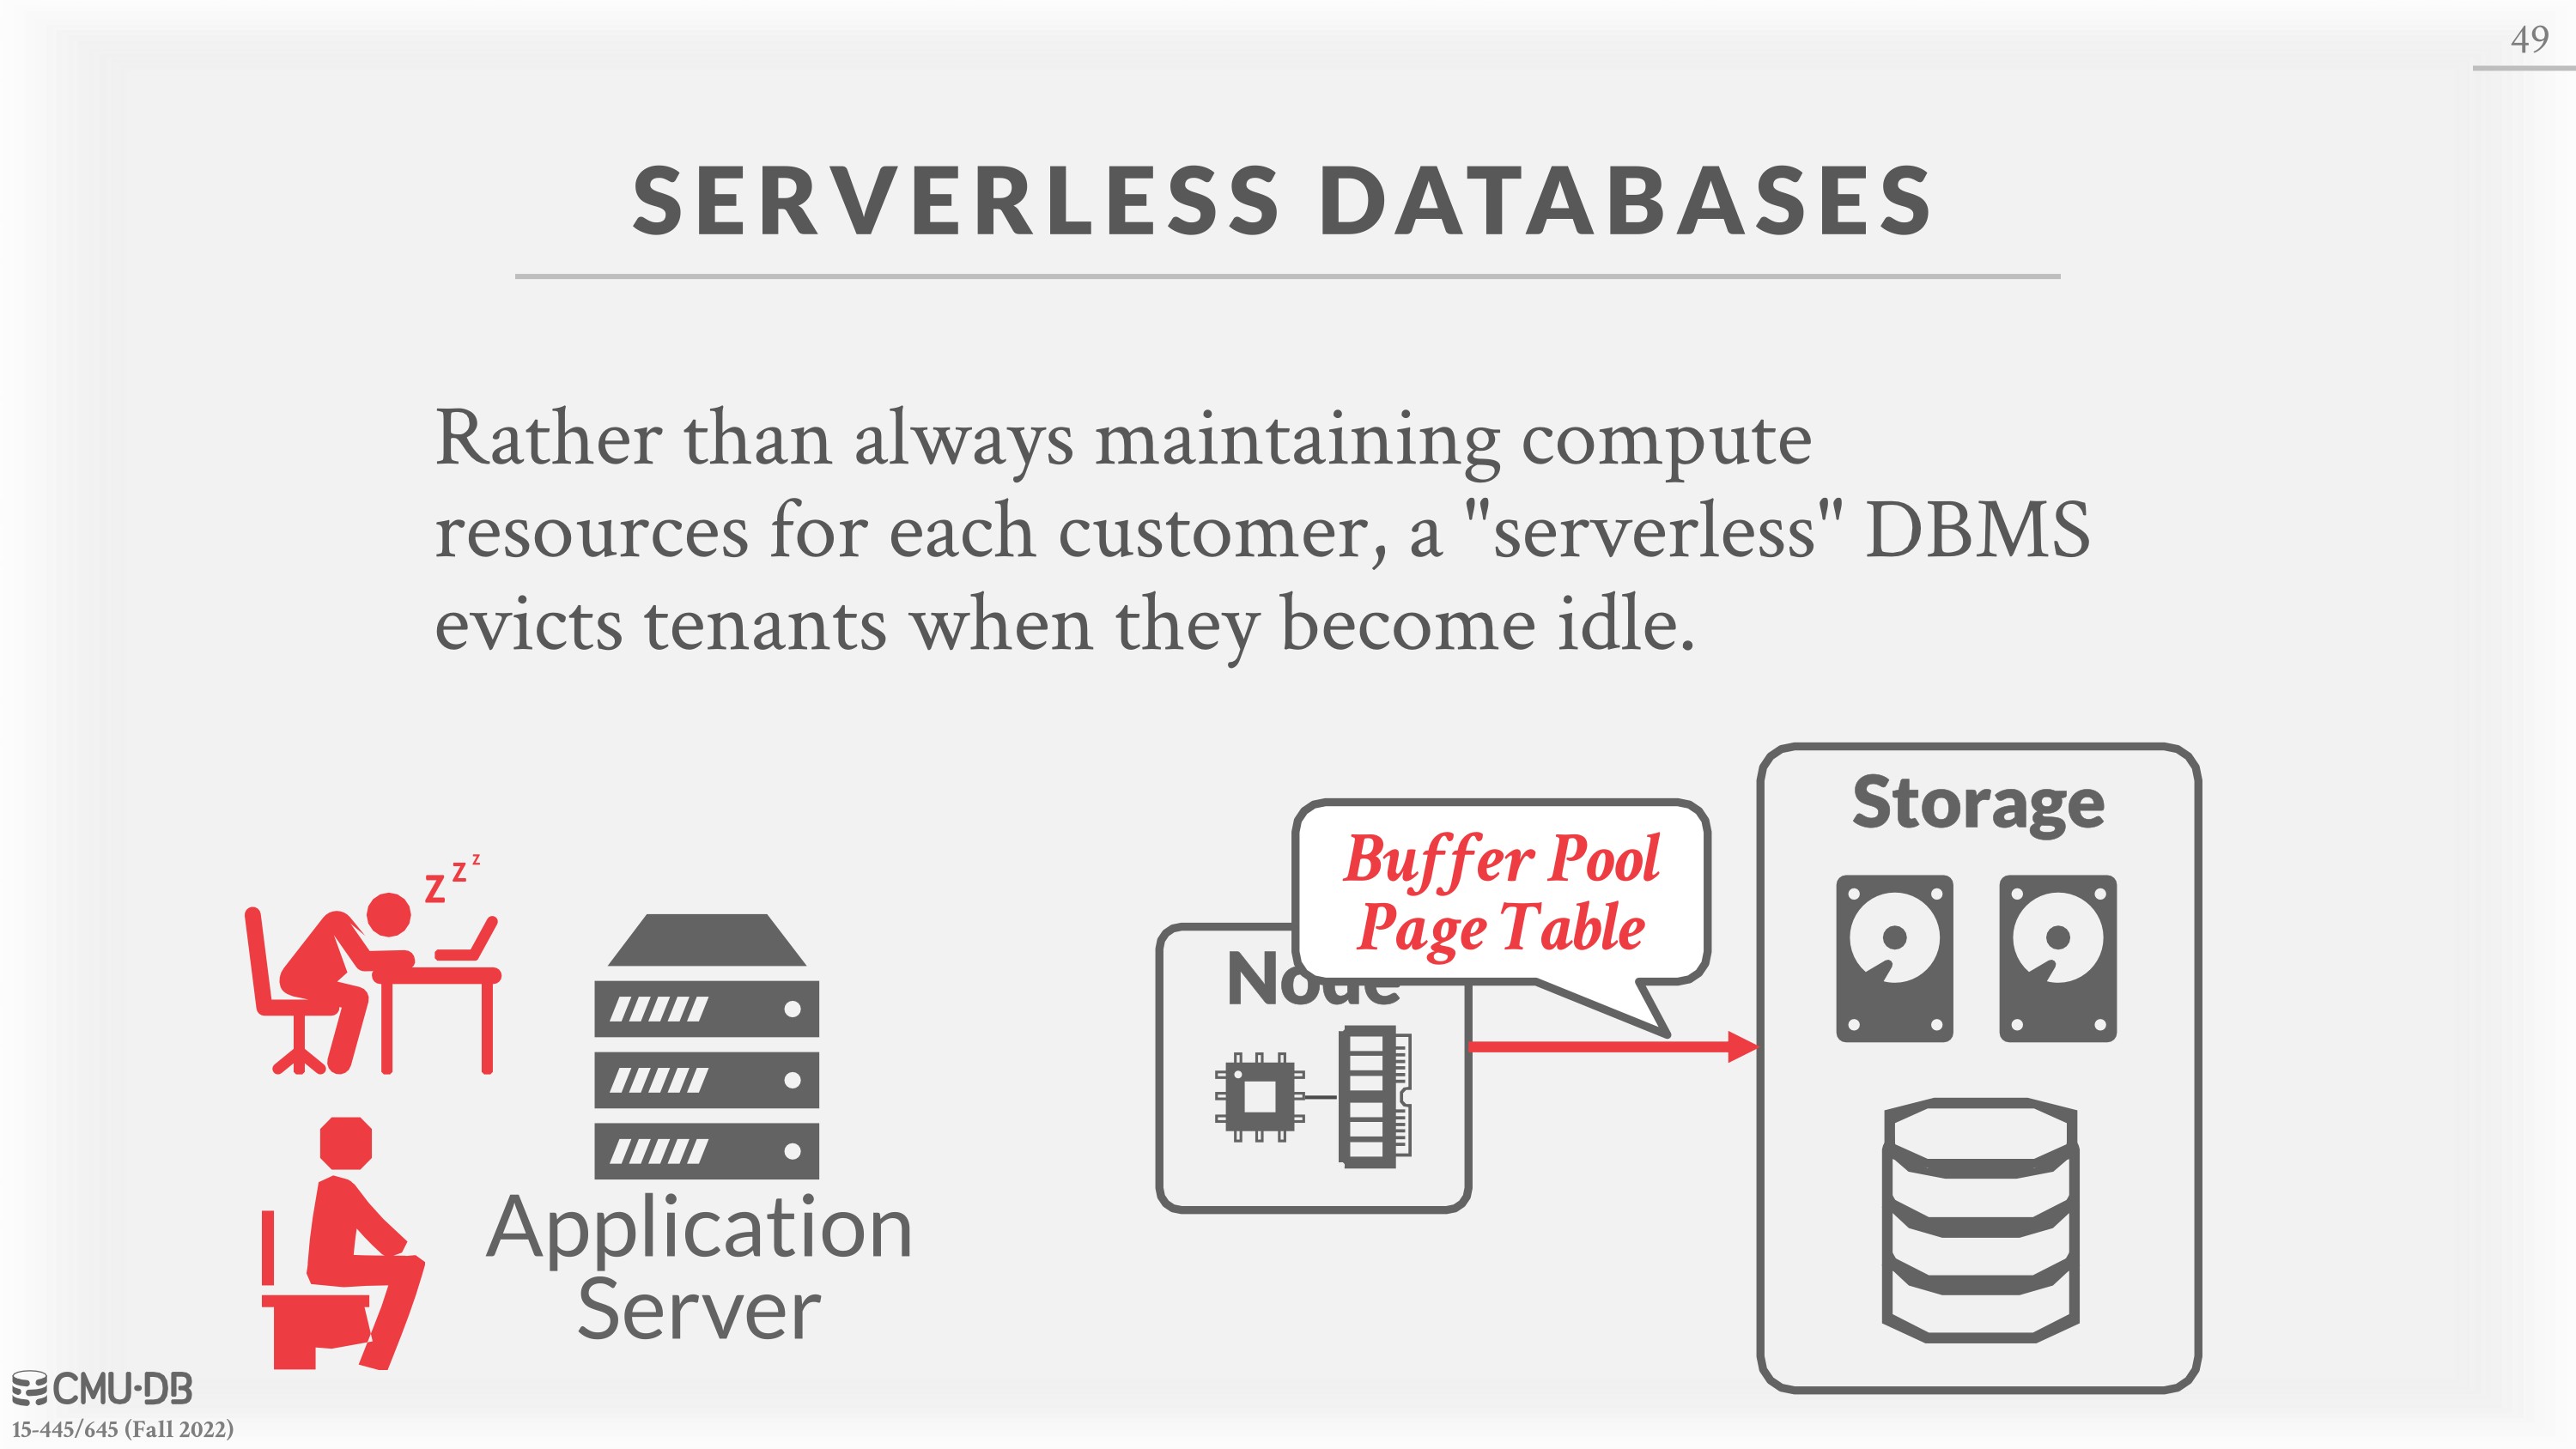 49
SERVERLESS DATABASES
Rather than always maintaining compute
resources for each customer, a "serverless" DBMS
evicts tenants when they become idle.
z z z
Application
Server
Node
Buffer Pool
Page Table
Storage
CMU·DB
15-445/645 (Fall 2022)